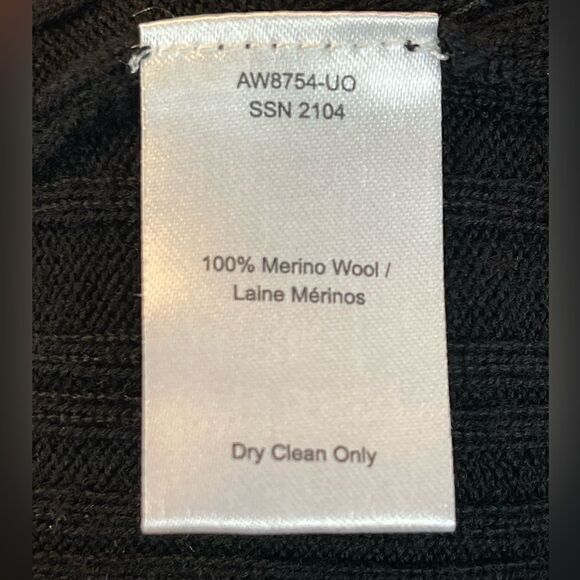 AW8754-UO
SSN 2104
100% Merino Wool /
Laine Mérinos
Dry Clean Only